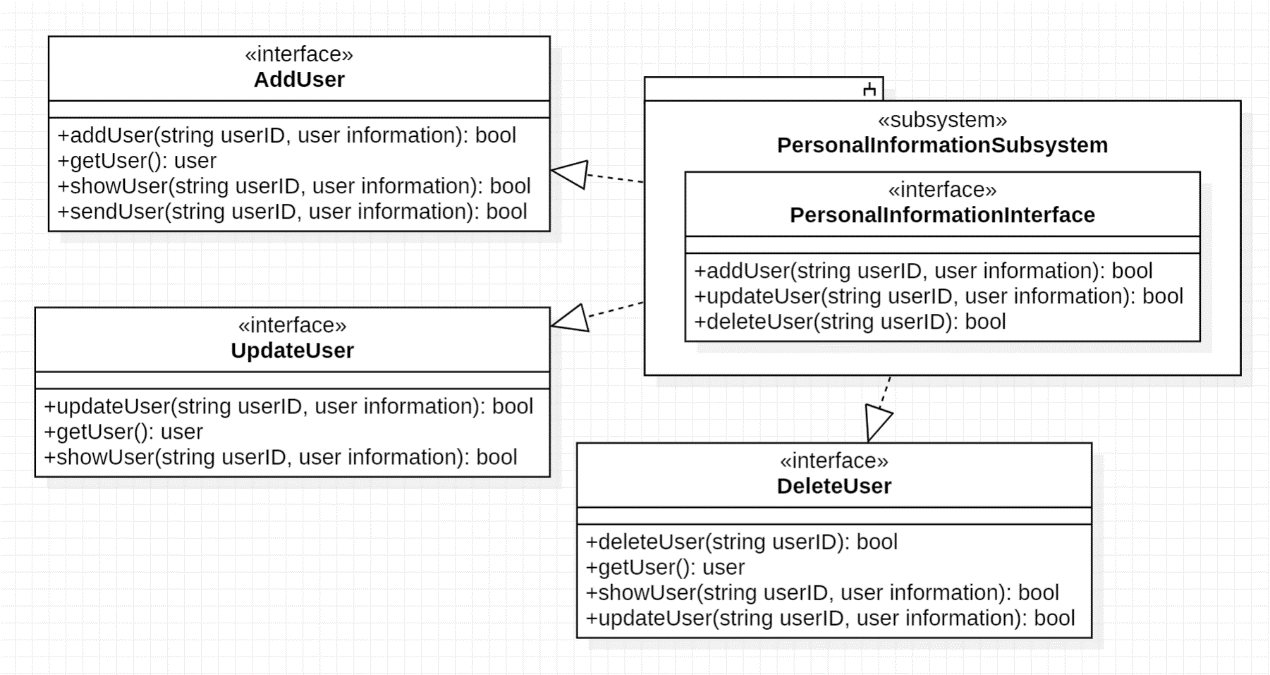 «interface»
AddUser
+addUser(string userID, user information): bool
+getUser(): user
+showUser(string userID, user information): bool
+sendUser(string userID, user information): bool
«subsystem»
PersonalInformationSubsystem
«interface»
PersonalInformationInterface
+addUser(string userID, user information): bool
+updateUser(string userID, user information): bool
+deleteUser(string userID): bool
«interface»
UpdateUser
+updateUser(string userID, user information): bool
+getUser(): user
+showUser(string userID, user information): bool
«interface»
DeleteUser
+deleteUser(string userID): bool
+getUser(): user
+showUser(string userID, user information): bool
+updateUser(string userID, user information): bool